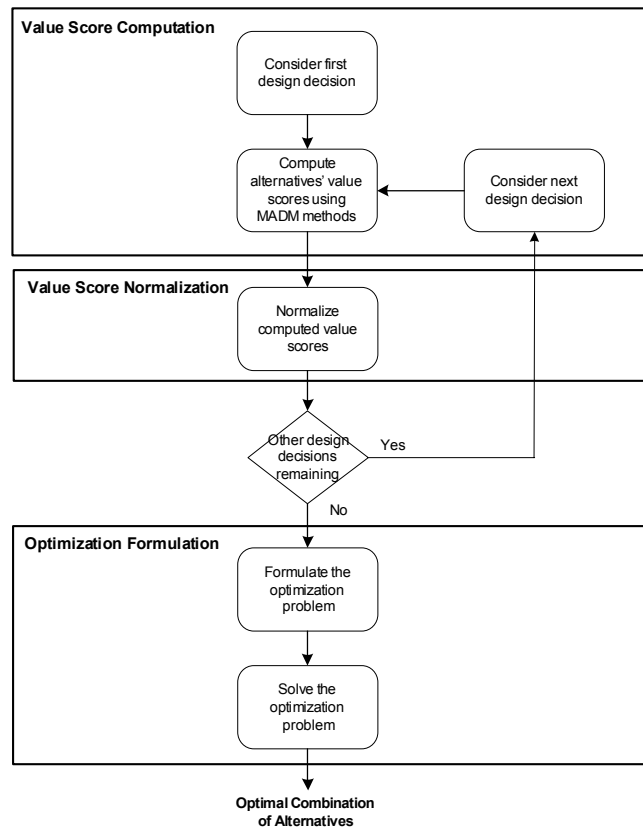 Value Score Computation
Consider first
design decision
Compute
alternatives' value
scores using
MADM methods
Consider next
design decision
Value Score Normalization
Normalize
computed value
scores
Other design
decisions
remaining
Yes
No
Optimization Formulation
Formulate the
optimization
problem
Solve the
optimization
problem
Optimal Combination
of Alternatives